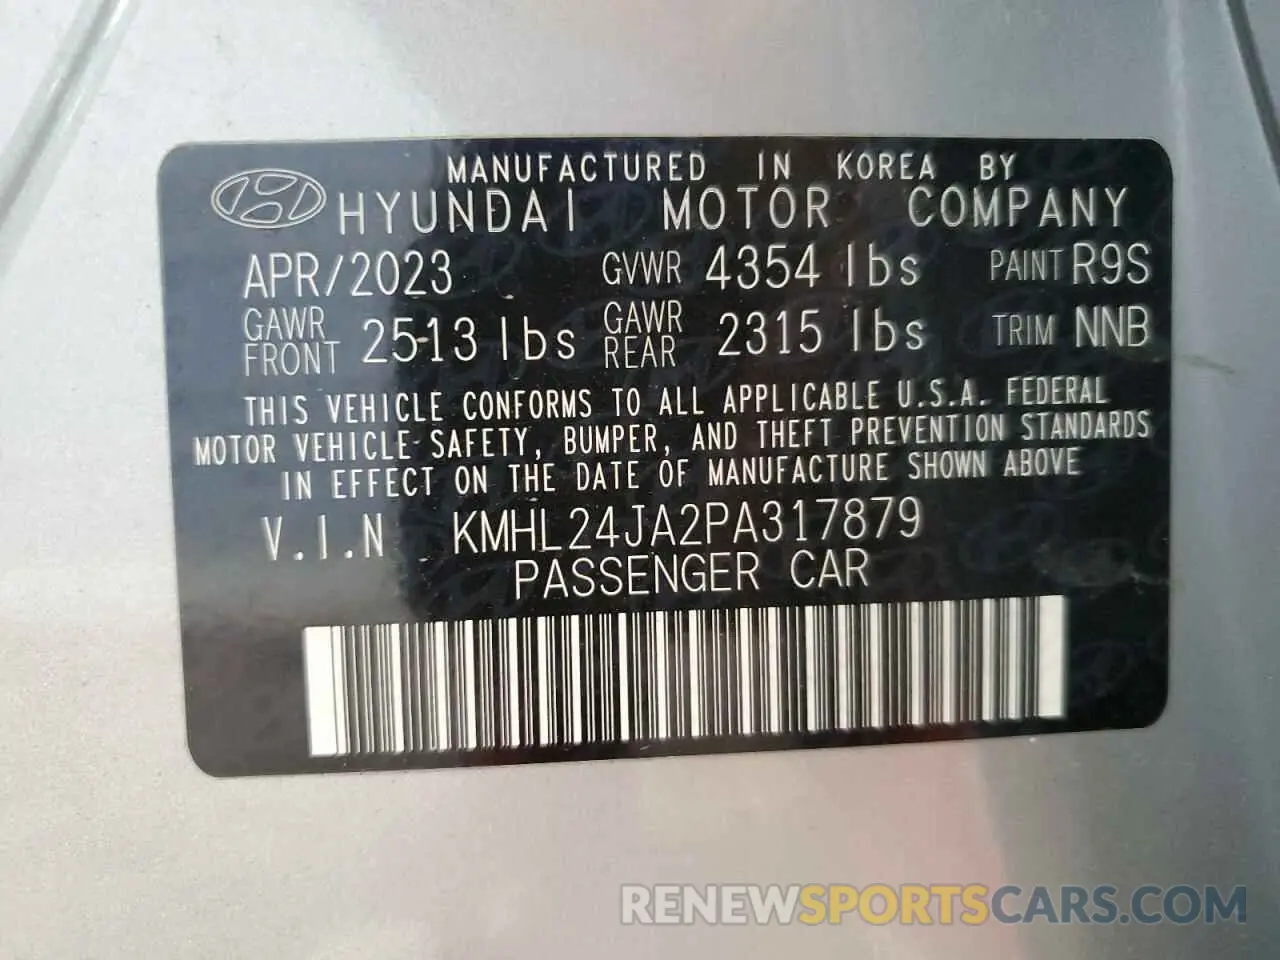 MANUFACTURED IN KOREA BY
HYUNDAI MOTOR COMPANY
APR/2023 GVWR 4354 lbs PAINT R9S
GAWR FRONT 2513 lbs GAWR REAR 2315 lbs TRIM NNB
THIS VEHICLE CONFORMS TO ALL APPLICABLE U.S.A. FEDERAL
MOTOR VEHICLE SAFETY, BUMPER, AND THEFT PREVENTION STANDARDS
IN EFFECT ON THE DATE OF MANUFACTURE SHOWN ABOVE
V.I.N KMHL24JA2PA317879
PASSENGER CAR
RENEWSPORTSCARS.COM